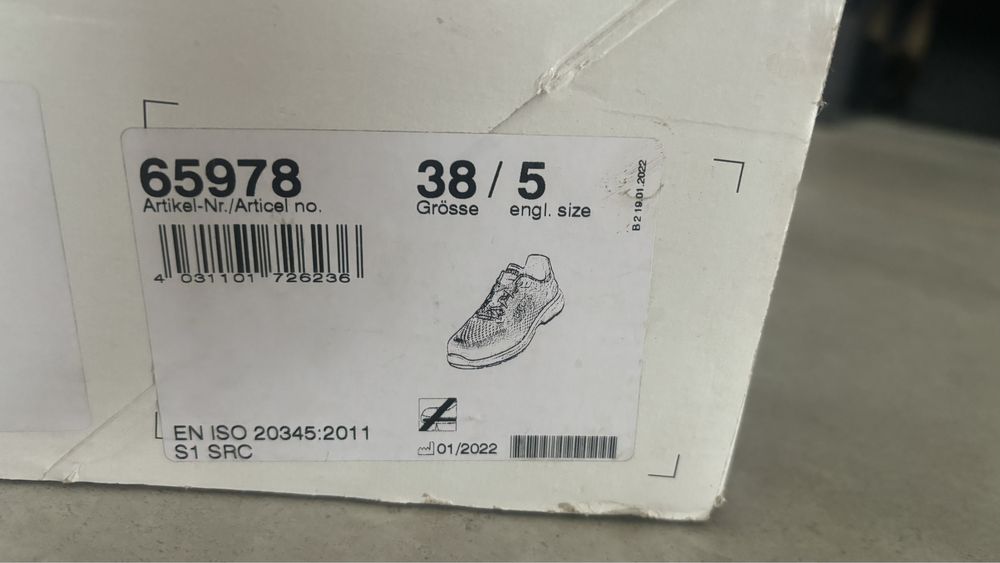 65978
Artikel-Nr./Articel no.
38 / 5
Grösse engl. size
B2 19.01.2022
4 031101 726236
EN ISO 20345:2011
S1 SRC
01/2022